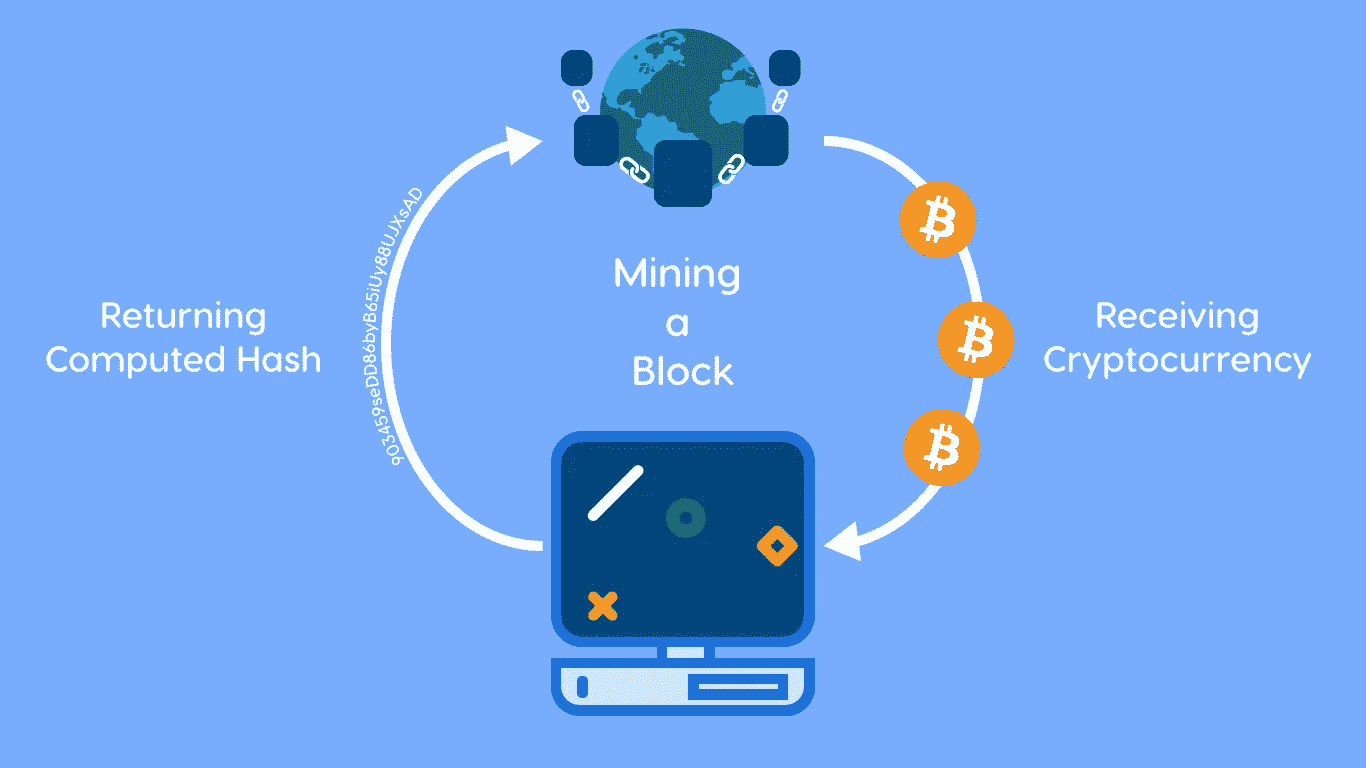 Mining
a
Block
Returning
Computed Hash
903459seDD86byB65iUy88UJXsAD
Receiving
Cryptocurrency